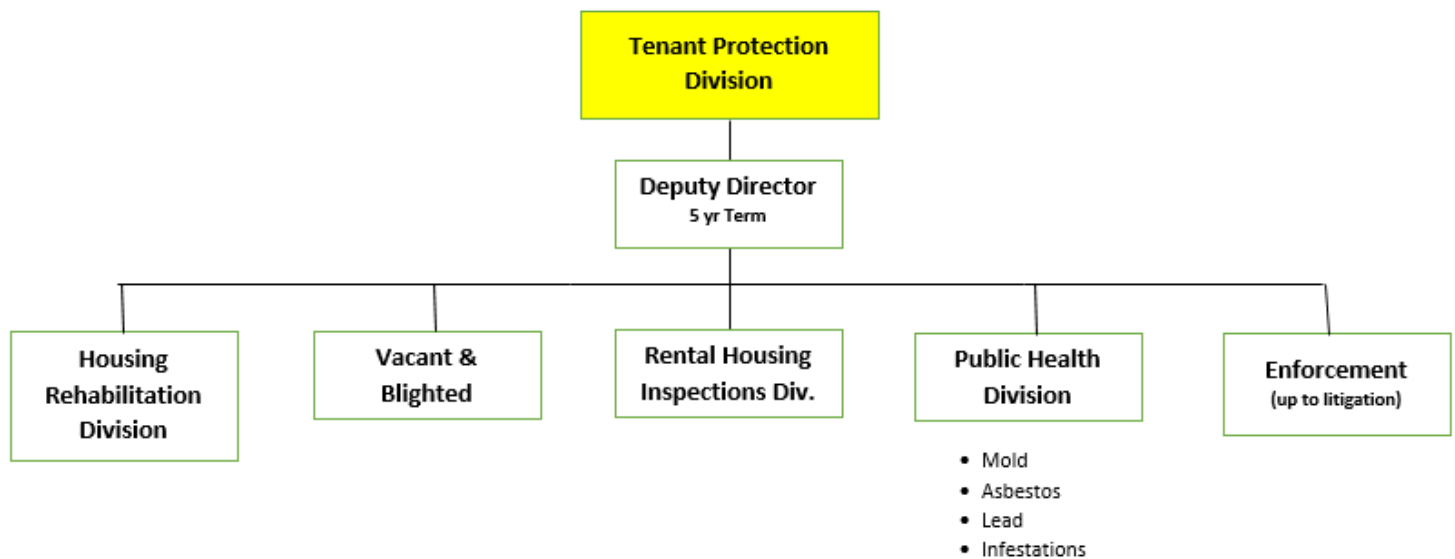 Tenant Protection
Division
Deputy Director
5 yr Term
Housing
Rehabilitation
Division
Vacant &
Blighted
Rental Housing
Inspections Div.
Public Health
Division
• Mold
• Asbestos
• Lead
• Infestations
Enforcement
(up to litigation)